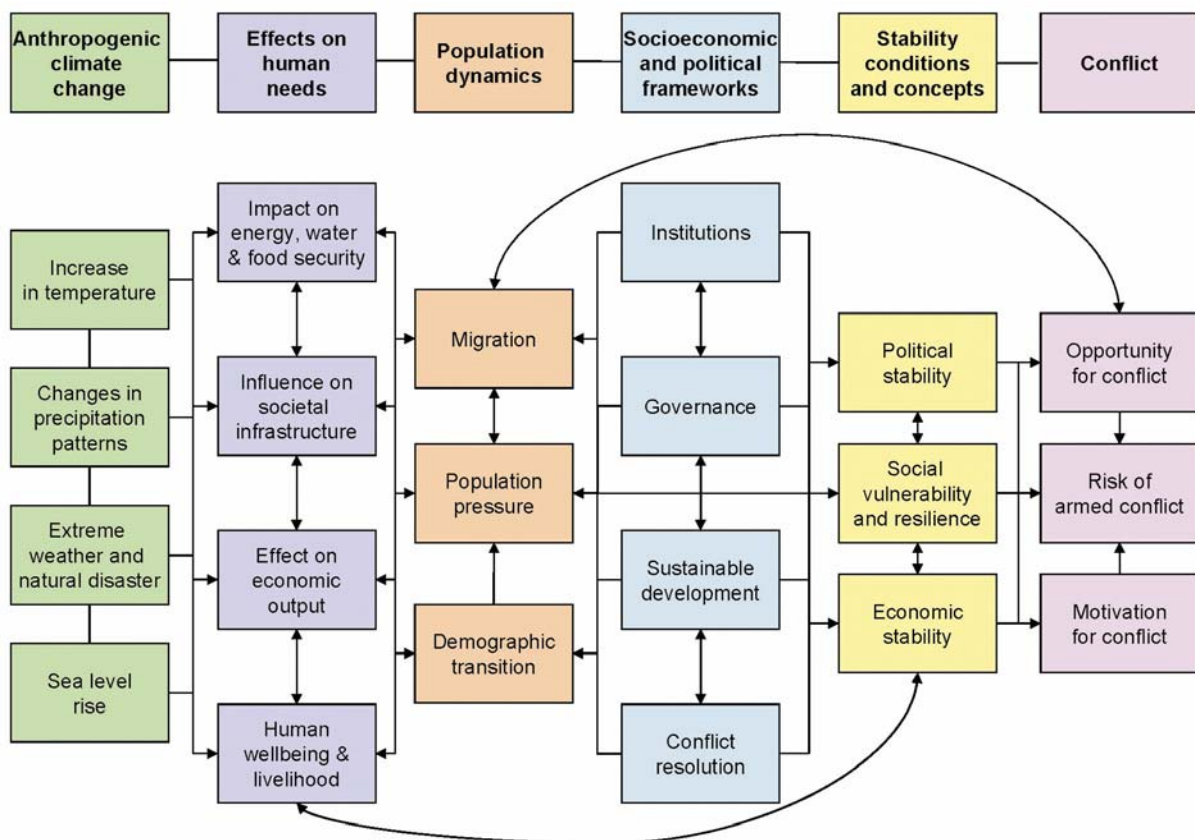 Anthropogenic
climate
change
Effects on
human
needs
Population
dynamics
Socioeconomic
and political
frameworks
Stability
conditions
and concepts
Conflict
Increase
in temperature
Changes in
precipitation
patterns
Extreme
weather and
natural disaster
Sea level
rise
Impact on
energy, water
& food security
Influence on
societal
infrastructure
Effect on
economic
output
Human
wellbeing &
livelihood
Migration
Population
pressure
Demographic
transition
Institutions
Governance
Sustainable
development
Conflict
resolution
Political
stability
Social
vulnerability
and resilience
Economic
stability
Opportunity
for conflict
Risk of
armed conflict
Motivation
for conflict